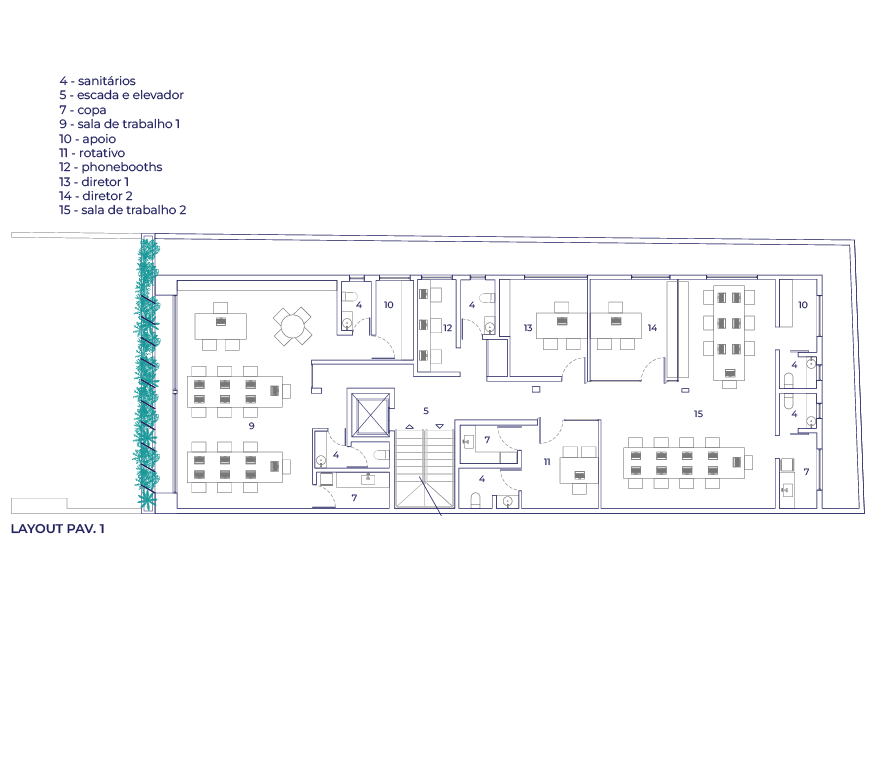 4 - sanitários
5 - escada e elevador
7 - copa
9 - sala de trabalho 1
10 - apoio
11 - rotativo
12 - phonebooths
13 - diretor 1
14 - diretor 2
15 - sala de trabalho 2
4
10
12
4
13
14
10
4
4
5
15
9
4
7
7
4
11
7
LAYOUT PAV. 1